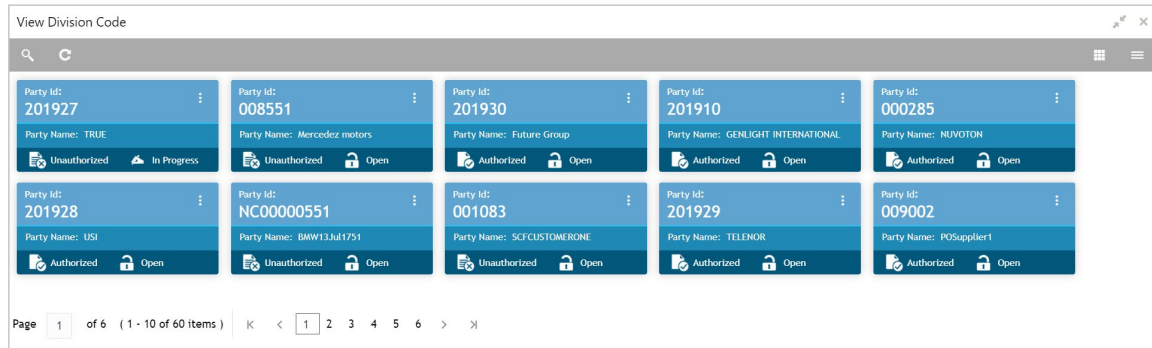 View Division Code
Party Id:
201927
Party Name: TRUE
Unauthorized In Progress
Party Id:
008551
Party Name: Mercedez motors
Unauthorized Open
Party Id:
201930
Party Name: Future Group
Authorized Open
Party Id:
201910
Party Name: GENLIGHT INTERNATIONAL
Authorized Open
Party Id:
000285
Party Name: NUVOTON
Authorized Open
Party Id:
201928
Party Name: USI
Authorized Open
Party Id:
NC00000551
Party Name: BMW13Jul1751
Unauthorized Open
Party Id:
001083
Party Name: SCFCUSTOMERONE
Unauthorized Open
Party Id:
201929
Party Name: TELENOR
Authorized Open
Party Id:
009002
Party Name: POSupplier1
Authorized Open
Page 1 of 6 ( 1 - 10 of 60 items ) 1 2 3 4 5 6